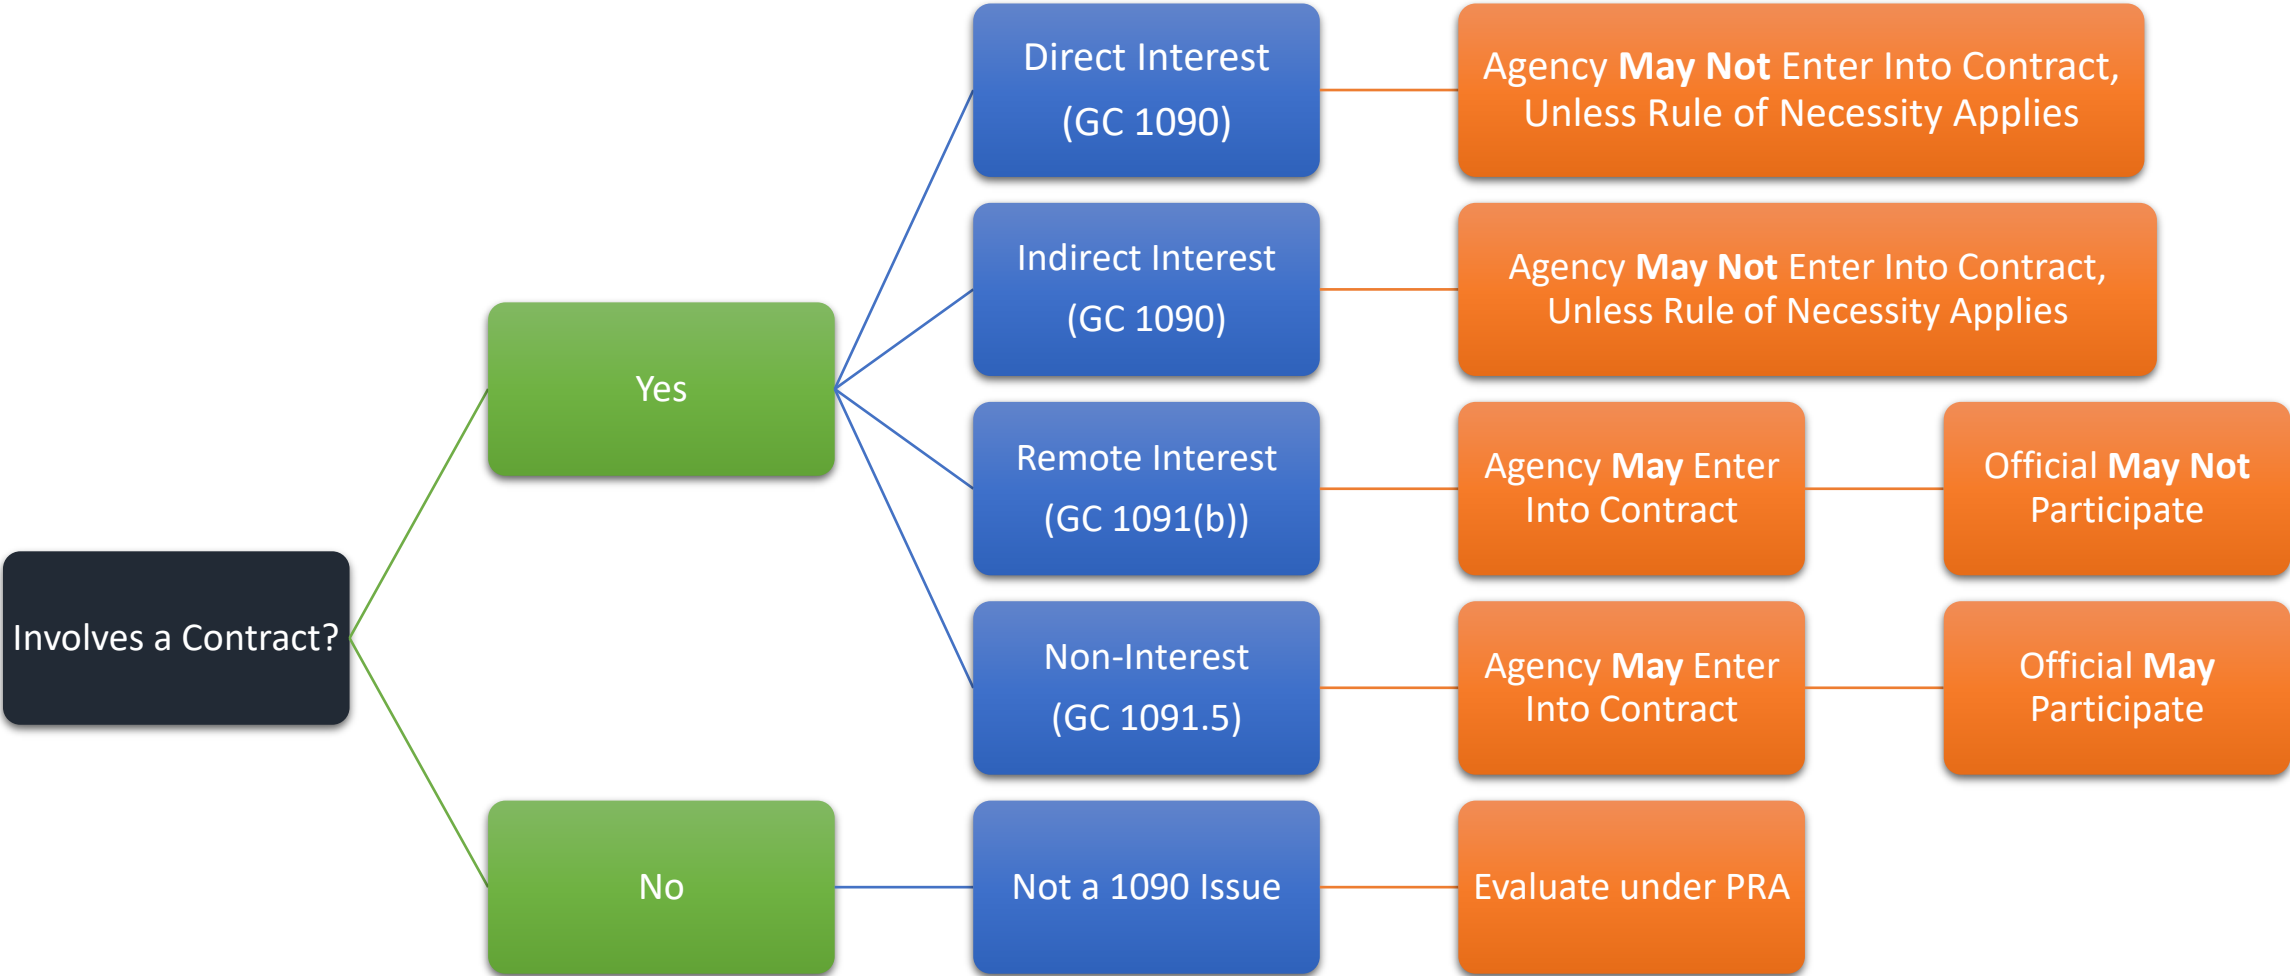 Involves a Contract?
Yes
Direct Interest
(GC 1090)
Agency May Not Enter Into Contract,
Unless Rule of Necessity Applies
Indirect Interest
(GC 1090)
Agency May Not Enter Into Contract,
Unless Rule of Necessity Applies
Remote Interest
(GC 1091(b))
Agency May Enter
Into Contract
Official May Not
Participate
Non-Interest
(GC 1091.5)
Agency May Enter
Into Contract
Official May
Participate
No
Not a 1090 Issue
Evaluate under PRA